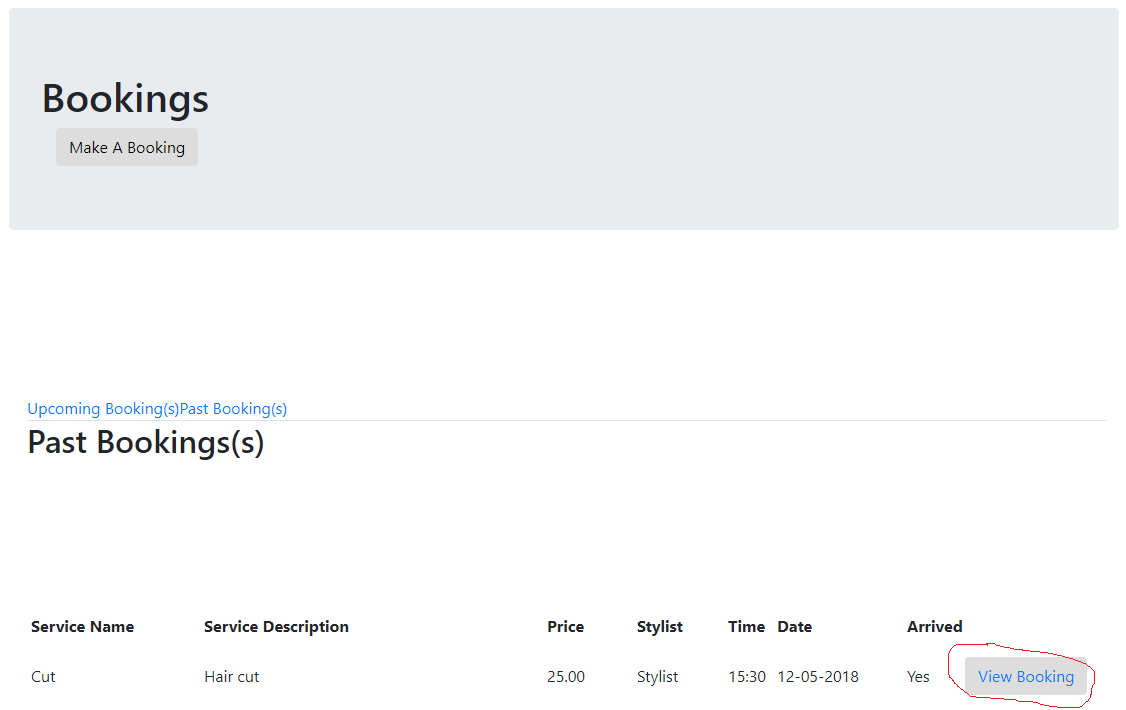 Bookings
Make A Booking
Upcoming Booking(s)Past Booking(s)
Past Bookings(s)
Service Name Service Description Price Stylist Time Date Arrived
Cut Hair cut 25.00 Stylist 15:30 12-05-2018 Yes View Booking